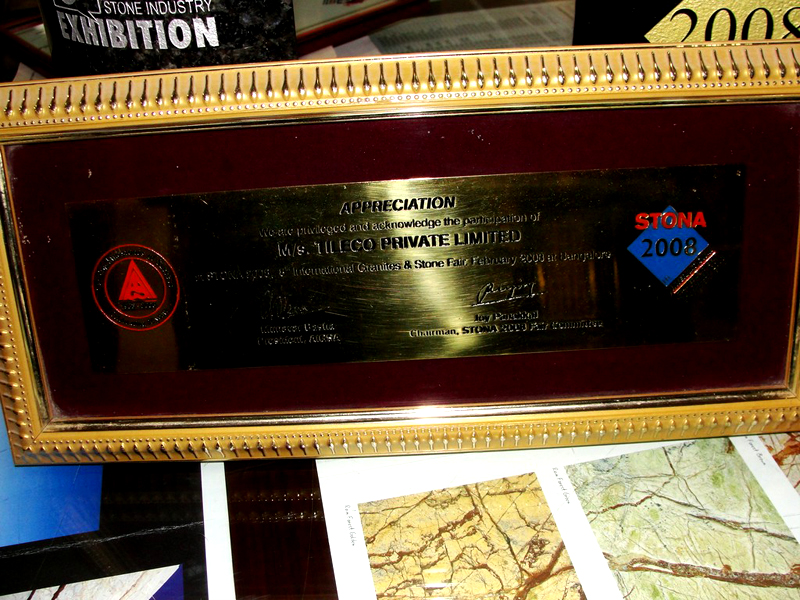 STONE INDUSTRY
EXHIBITION
2008
APPRECIATION
We are privileged and acknowledge the participation of
M/s. TILECO PRIVATE LIMITED
International Granites & Stone Fair February 2008 at Bangalore
STONA
2008
President,
Chairman, STONA 2008 Fair Committee